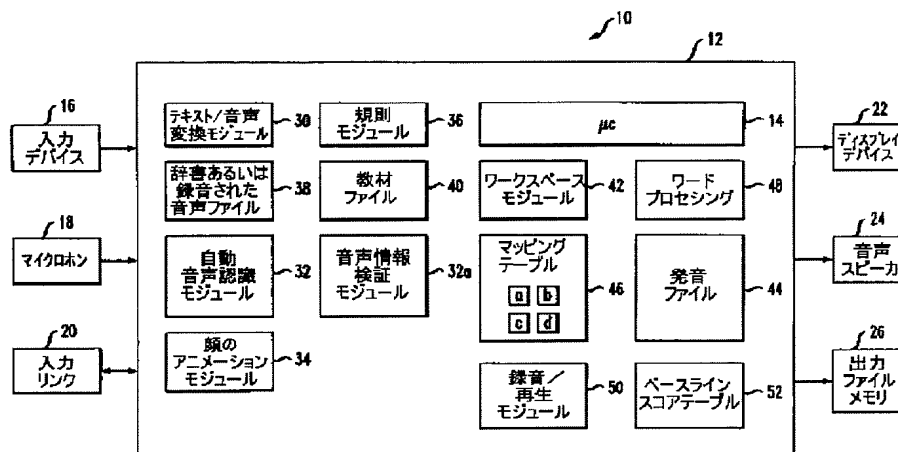 10
12
16
入力
デバイス
18
マイクロホン
20
入力
リンク
テキスト/音声
変換モジュール
30
規則
モジュール
36
μc
14
辞書あるいは
録音された
音声ファイル
38
教材
ファイル
40
ワークスペース
モジュール
42
ワード
プロセシング
48
自動
音声認識
モジュール
32
音声情報
検証
モジュール
32a
マッピング
テーブル
a b
c d
46
発音
ファイル
44
顔の
アニメーション
モジュール
34
録音/
再生
モジュール
50
ベースライン
スコアテーブル
52
22
ディスプレイ
デバイス
24
音声
スピーカ
26
出力
ファイル
メモリ